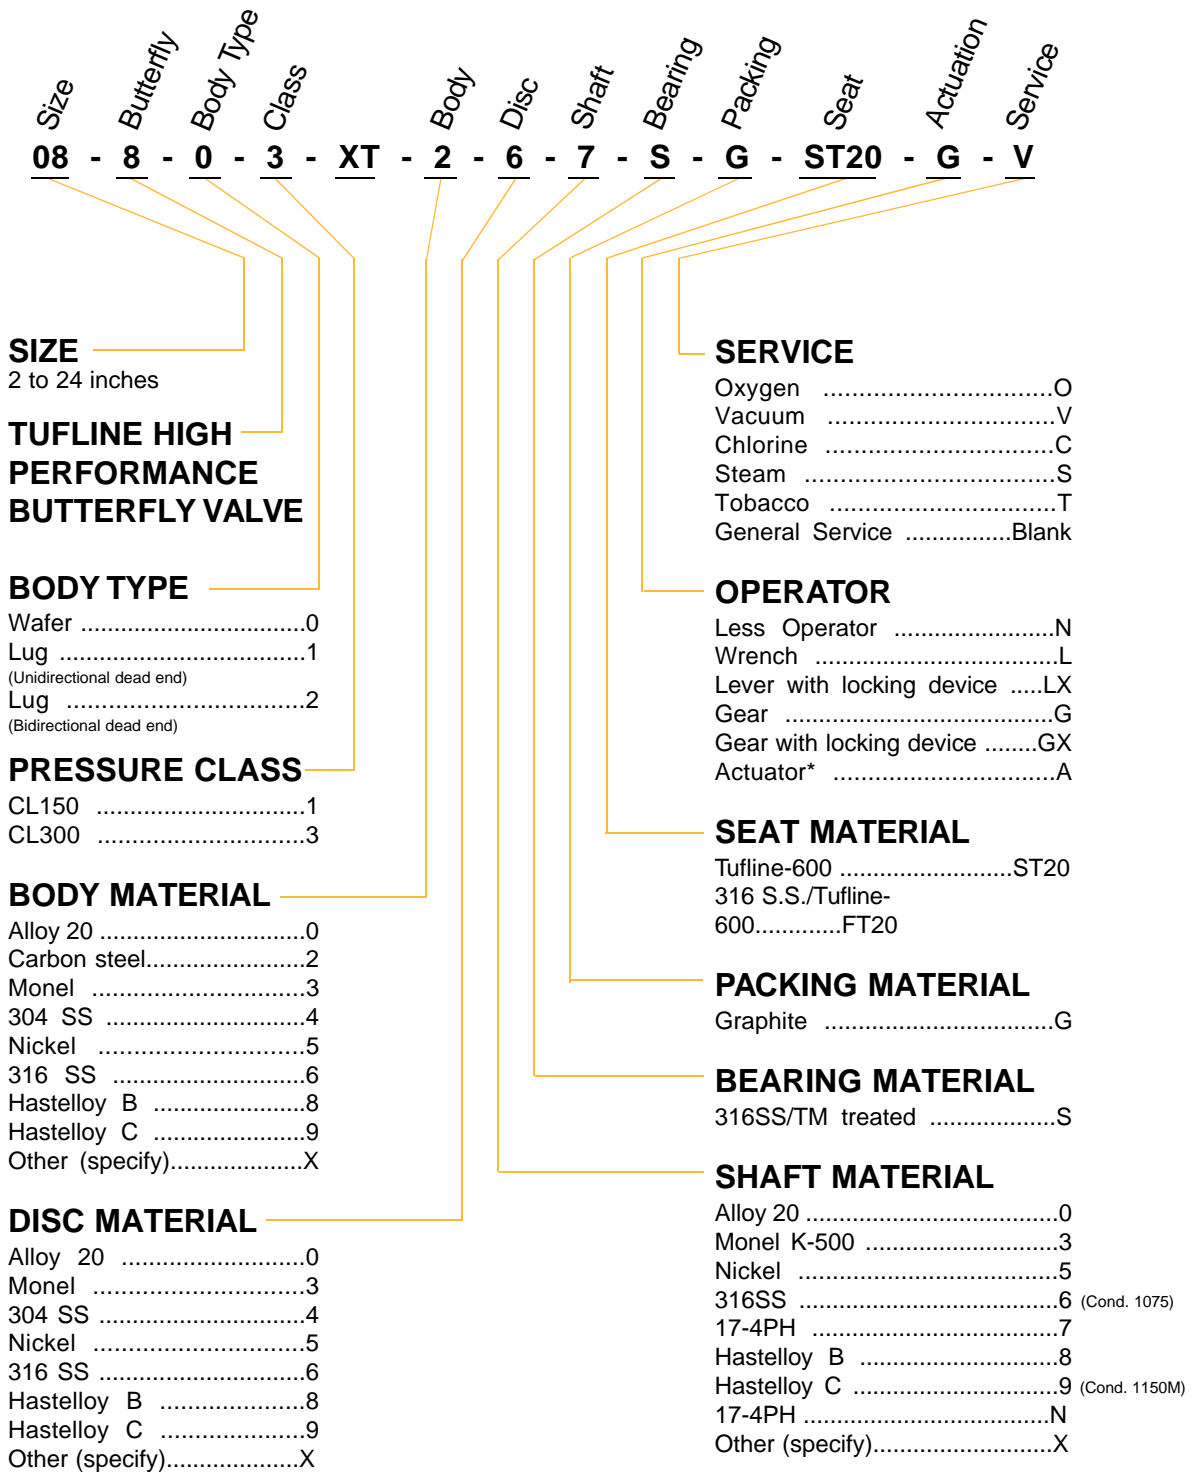 Size Butterfly Body Type Class Body Disc Shaft Bearing Packing Seat Actuation Service
08 - 8 - 0 - 3 - XT - 2 - 6 - 7 - S - G - ST20 - G - V
SIZE
2 to 24 inches
TUFLINE HIGH
PERFORMANCE
BUTTERFLY VALVE
BODY TYPE
Wafer ..................................0
Lug .....................................1
(Unidirectional dead end)
Lug ....................................2
(Bidirectional dead end)
PRESSURE CLASS
CL150 ...............................1
CL300 ...............................3
BODY MATERIAL
Alloy 20 ...............................0
Carbon steel........................2
Monel ................................3
304 SS ..............................4
Nickel ...............................5
316 SS .............................6
Hastelloy B .......................8
Hastelloy C .......................9
Other (specify)....................X
DISC MATERIAL
Alloy 20 ............................0
Monel ................................3
304 SS ...............................4
Nickel ................................5
316 SS ...............................6
Hastelloy B ......................8
Hastelloy C ......................9
Other (specify)....................X
SERVICE
Oxygen ................................O
Vacuum ................................V
Chlorine ................................C
Steam ...................................S
Tobacco ................................T
General Service ................Blank
OPERATOR
Less Operator ........................N
Wrench .....................................L
Lever with locking device .....LX
Gear ........................................G
Gear with locking device ........GX
Actuator* .................................A
SEAT MATERIAL
Tufline-600 ..........................ST20
316 S.S./Tufline-
600.............FT20
PACKING MATERIAL
Graphite ..................................G
BEARING MATERIAL
316SS/TM treated ...................S
SHAFT MATERIAL
Alloy 20 ......................................0
Monel K-500 .............................3
Nickel .......................................5
316SS .......................................6 (Cond. 1075)
17-4PH .....................................7
Hastelloy B ..............................8
Hastelloy C ...............................9 (Cond. 1150M)
17-4PH .....................................N
Other (specify)...........................X